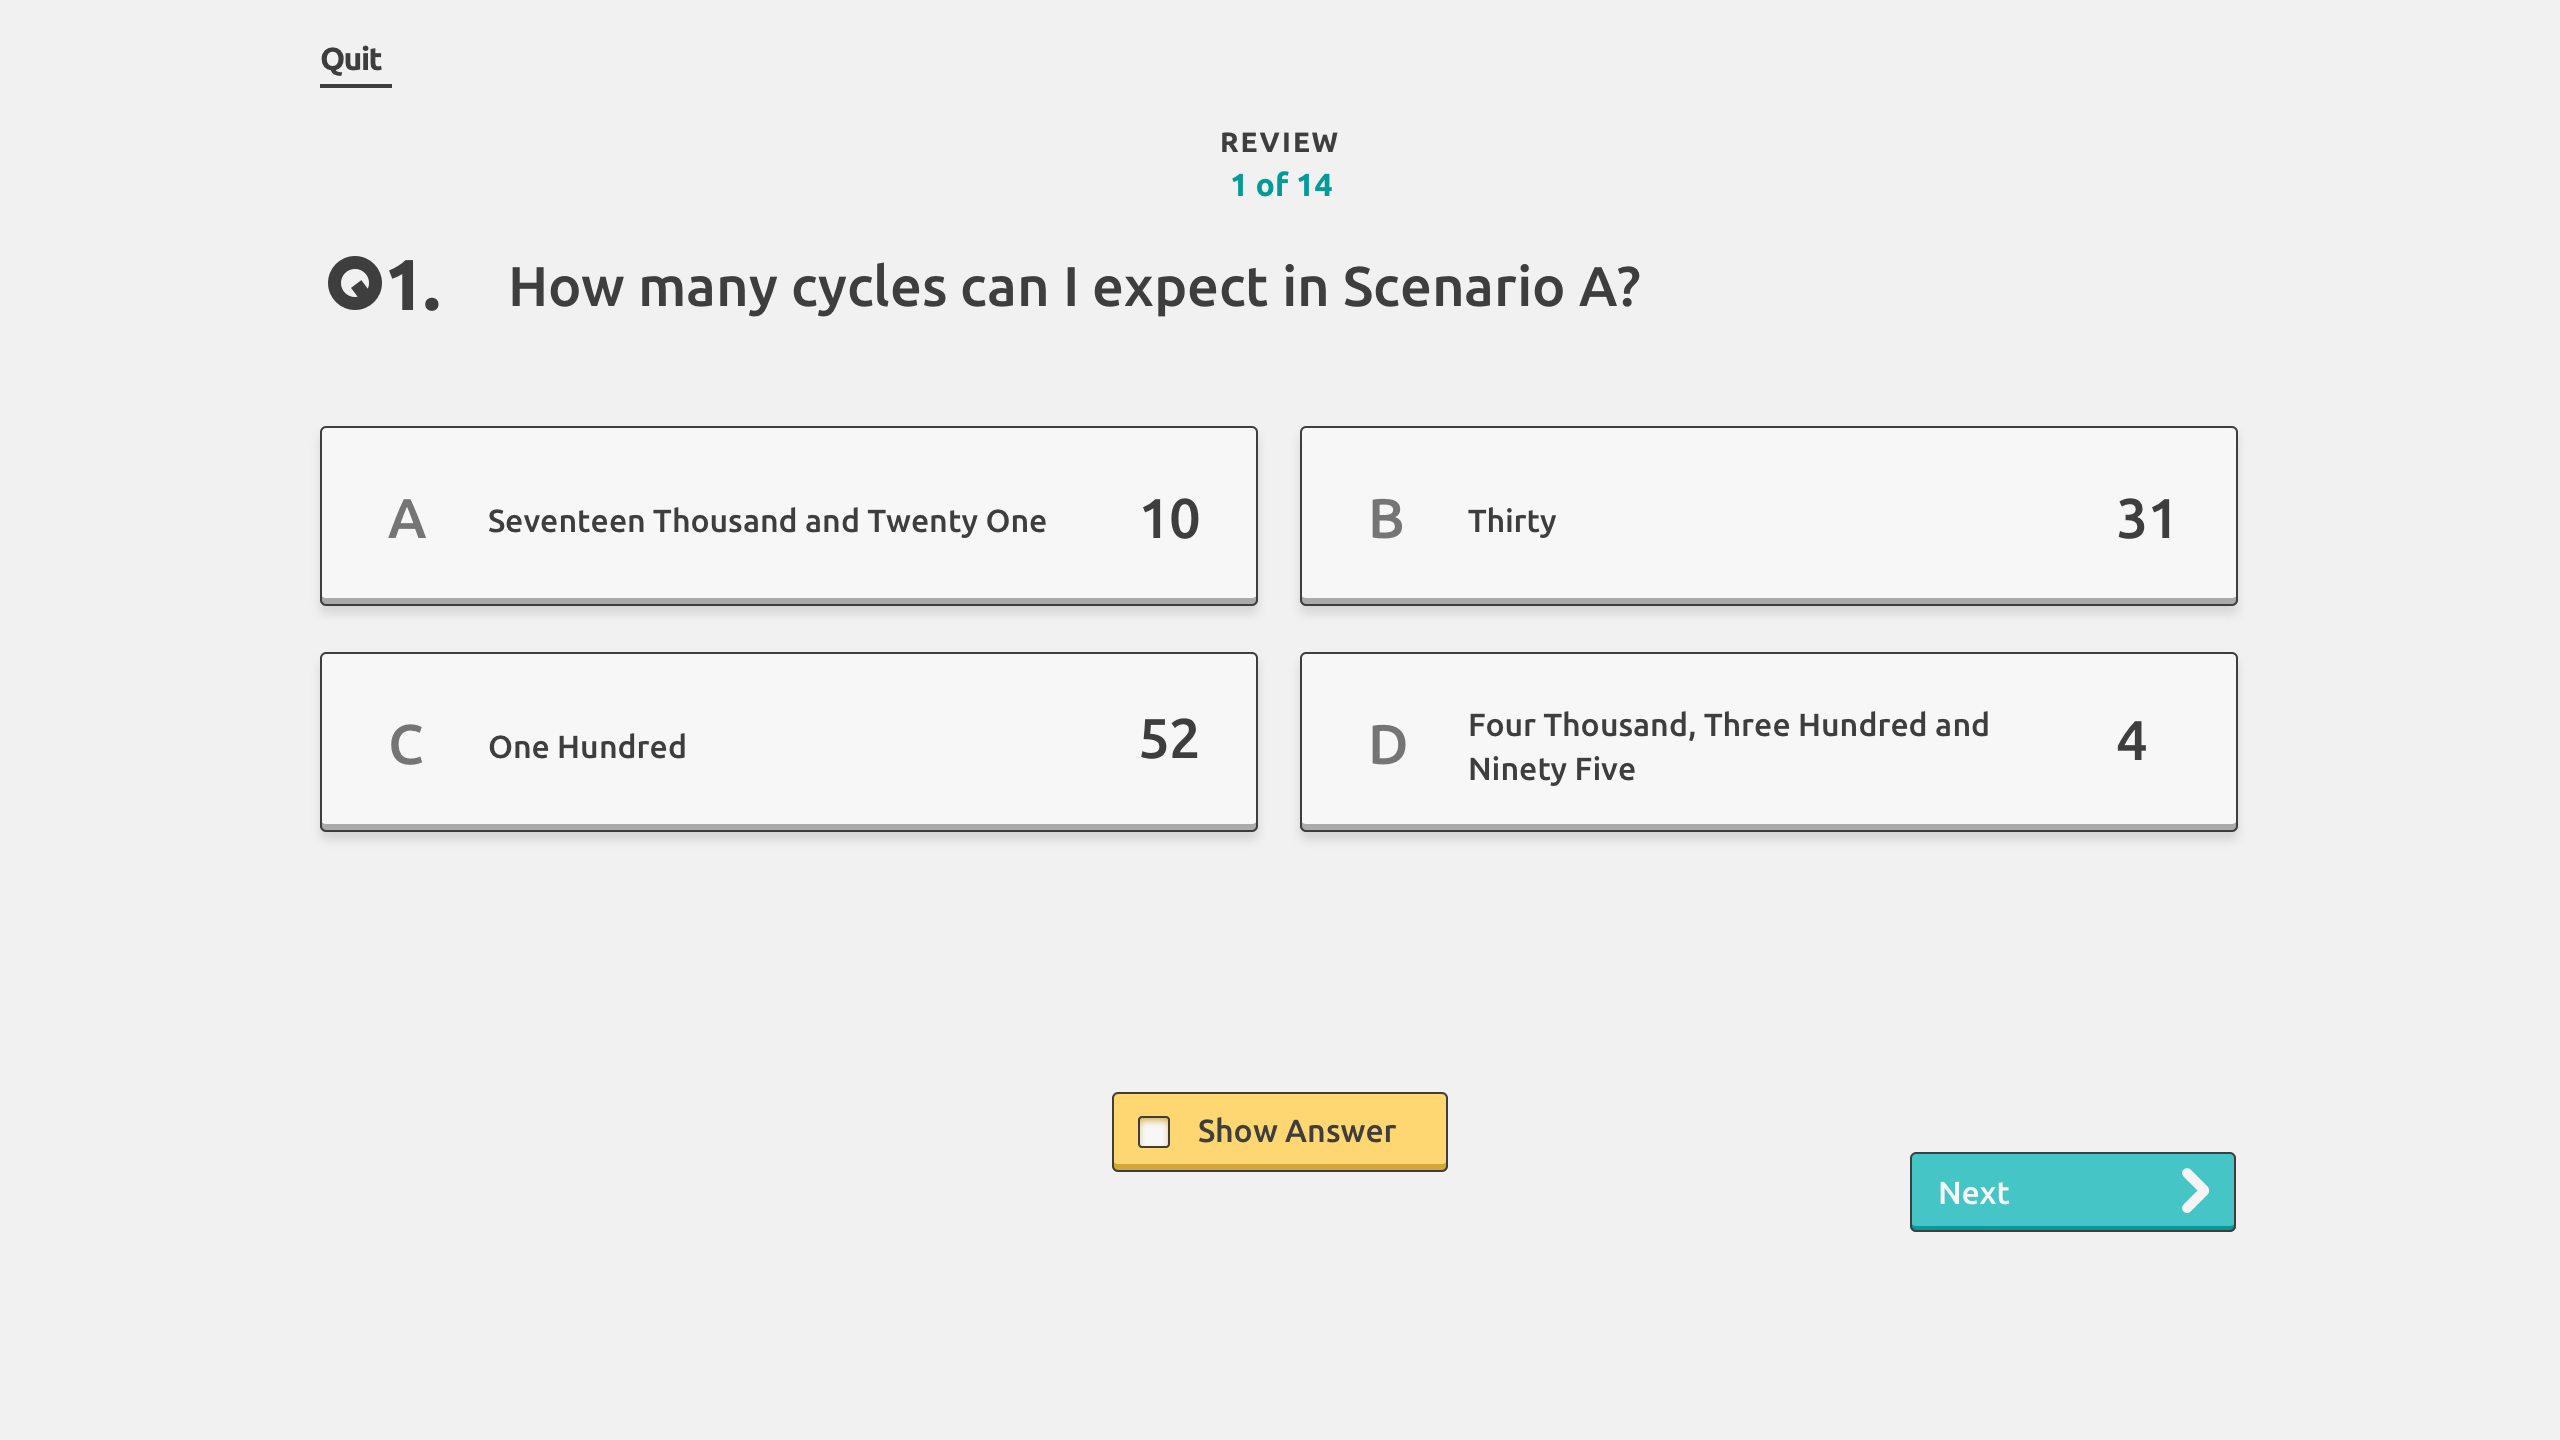 Quit
REVIEW
1 of 14
Q1. How many cycles can I expect in Scenario A?
A Seventeen Thousand and Twenty One 10
B Thirty 31
C One Hundred 52
D Four Thousand, Three Hundred and
Ninety Five 4
Show Answer
Next